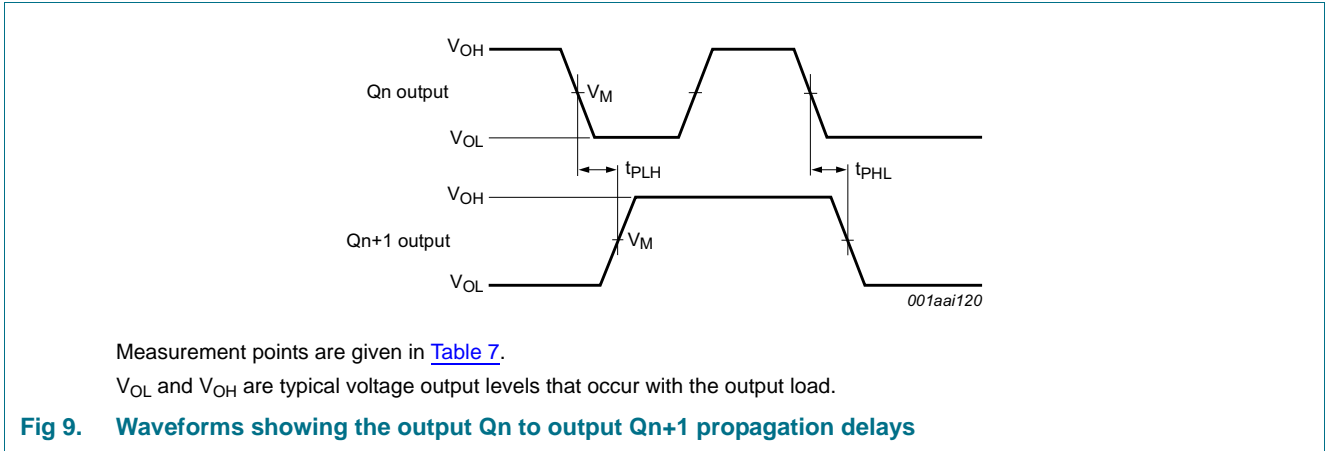 VOH
Qn output
VM
VOL
tPLH
tPHL
VOH
Qn+1 output
VM
VOL
001aai120
Measurement points are given in Table 7.
VOL and VOH are typical voltage output levels that occur with the output load.
Fig 9. Waveforms showing the output Qn to output Qn+1 propagation delays